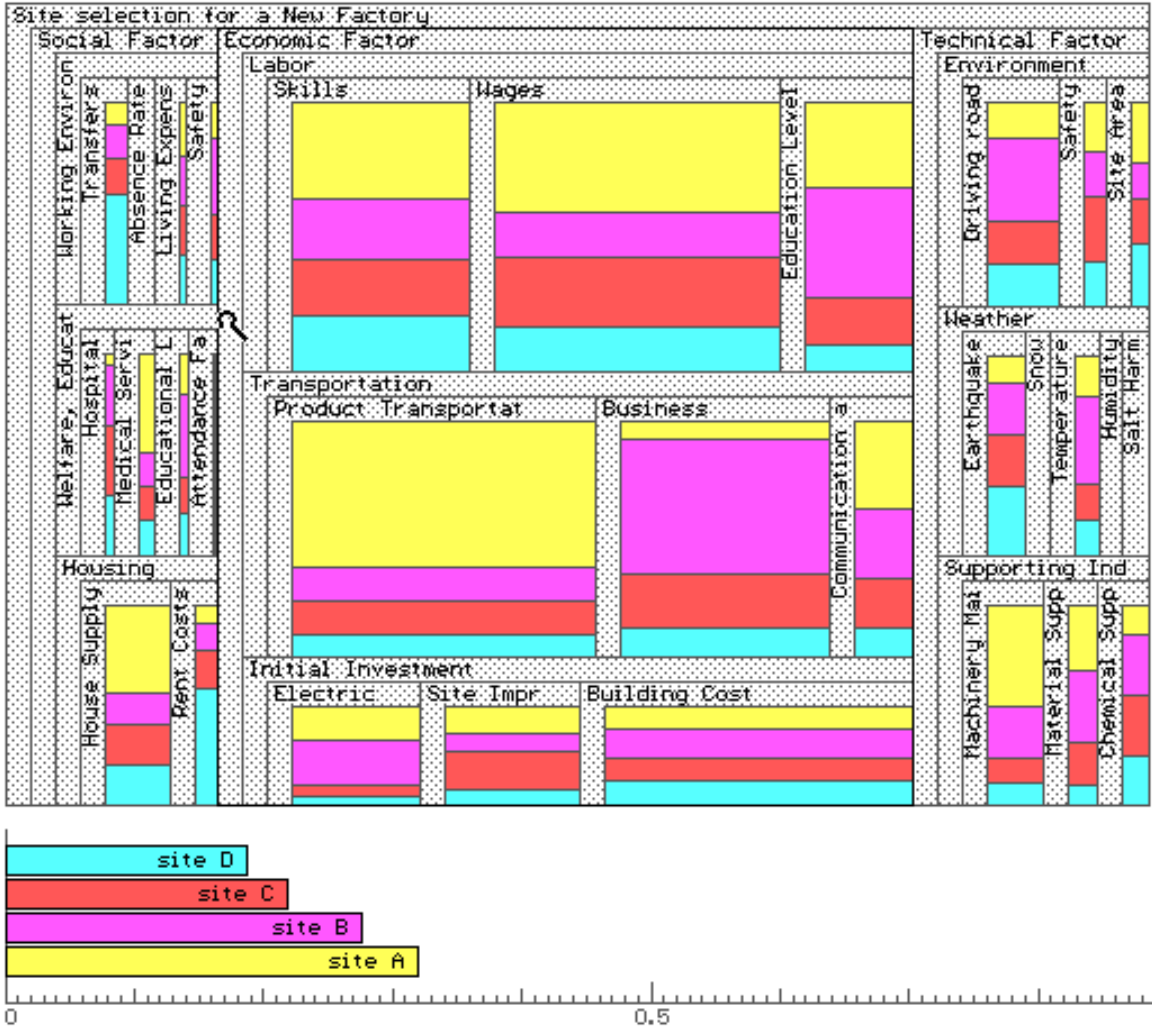 Site selection for a New Factory
Social Factor
Economic Factor
Technical Factor
Working Environ
Transfers
Absence Rate
Living Expens
Safety
Labor
Skills
Wages
Education Level
Environment
Driving road
Safety
Site Area
Welfare, Educat
Hospital
Medical Servi
Educational L
Attendance Fa
Transportation
Product Transportat
Business
Communication a
Weather
Earthquake
Snow
Temperature
Humidity
Salt Harm
Housing
House Supply
Rent Costs
Initial Investment
Electric
Site Impr
Building Cost
Supporting Ind
Machinery Mai
Material Supp
Chemical Supp
site D
site C
site B
site A
0
0.5